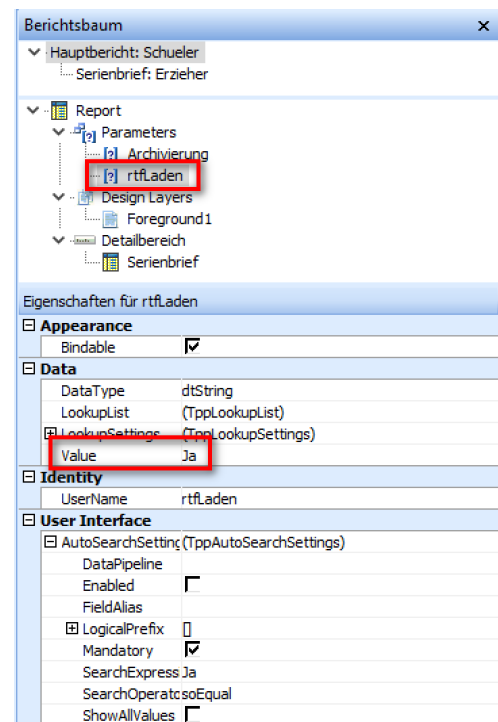 Berichtsbaum
Hauptbericht: Schueler
Serienbrief: Erzieher
Report
Parameters
Archivierung
rtfLaden
Design Layers
Foreground1
Detailbereich
Serienbrief
Eigenschaften für rtfLaden
Appearance
Bindable
Data
DataType dtString
LookupList (TppLookupList)
LookupSettings (TppLookupSettings)
Value Ja
Identity
UserName rtfLaden
User Interface
AutoSearchSetting (TppAutoSearchSettings)
DataPipeline
Enabled
FieldAlias
LogicalPrefix []
Mandatory
SearchExpress Ja
SearchOperato soEqual
ShowAllValues